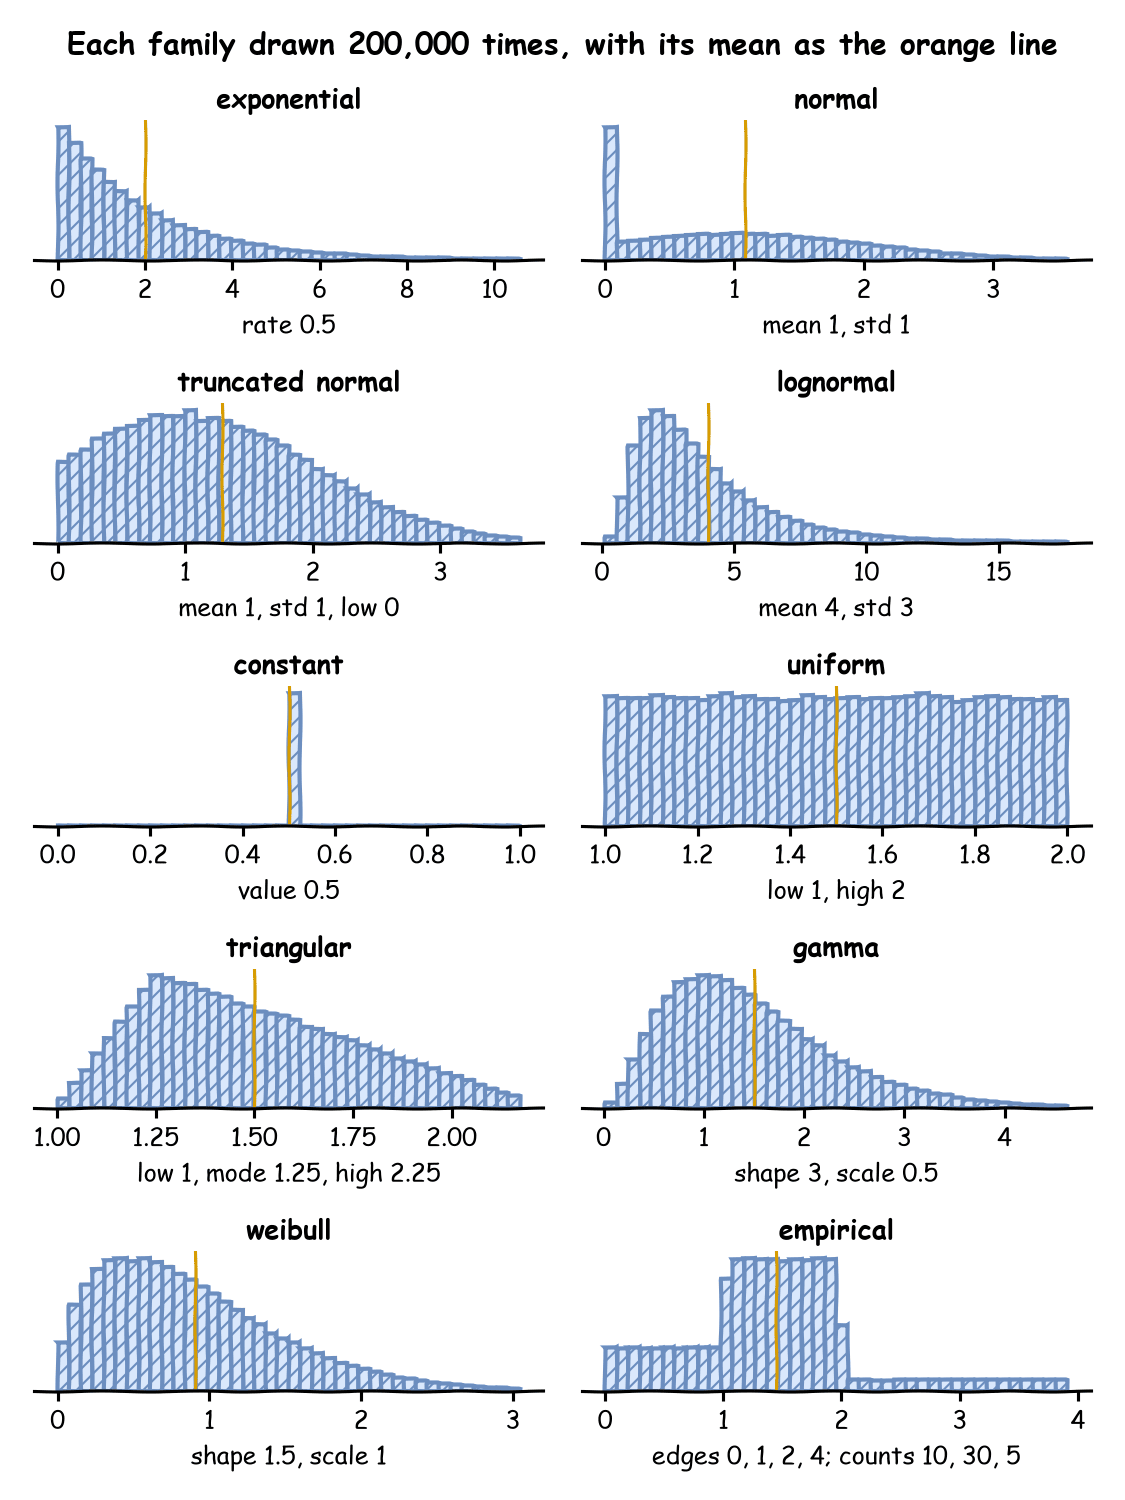 Each family drawn 200,000 times, with its mean as the orange line
exponential
0 2 4 6 8 10
rate 0.5
normal
0 1 2 3
mean 1, std 1
truncated normal
0 1 2 3
mean 1, std 1, low 0
lognormal
0 5 10 15
mean 4, std 3
constant
0.0 0.2 0.4 0.6 0.8 1.0
value 0.5
uniform
1.0 1.2 1.4 1.6 1.8 2.0
low 1, high 2
triangular
1.00 1.25 1.50 1.75 2.00
low 1, mode 1.25, high 2.25
gamma
0 1 2 3 4
shape 3, scale 0.5
weibull
0 1 2 3
shape 1.5, scale 1
empirical
0 1 2 3 4
edges 0, 1, 2, 4; counts 10, 30, 5